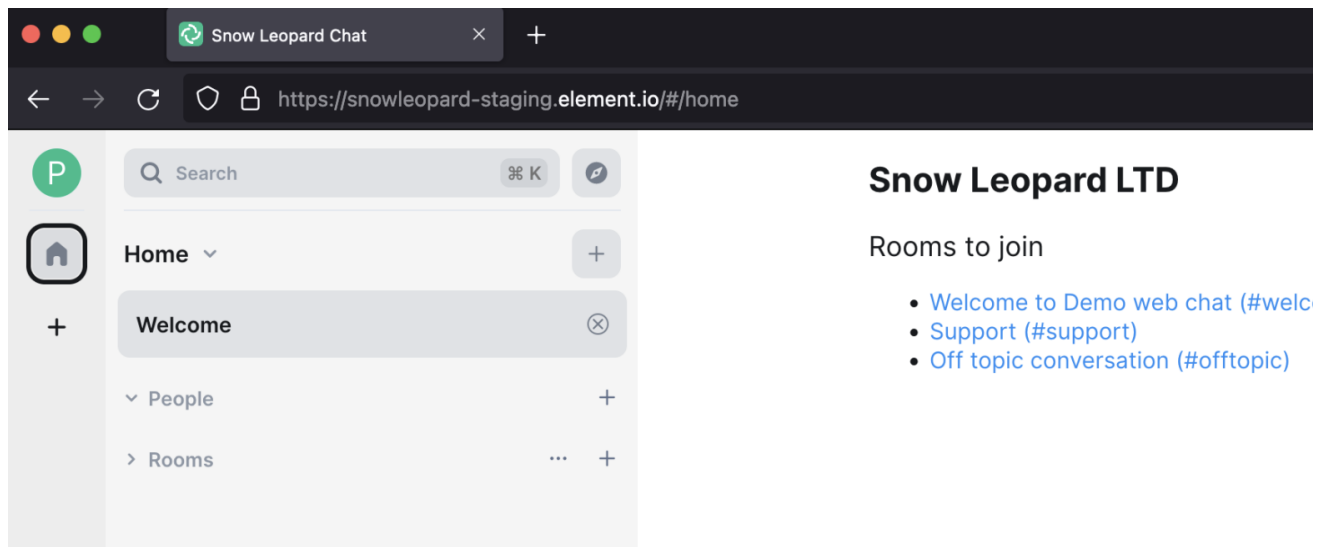 Snow Leopard Chat
https://snowleopard-staging.element.io/#/home
P
Search
⌘ K
Home
Welcome
People
Rooms
Snow Leopard LTD
Rooms to join
Welcome to Demo web chat (#welc
Support (#support)
Off topic conversation (#offtopic)